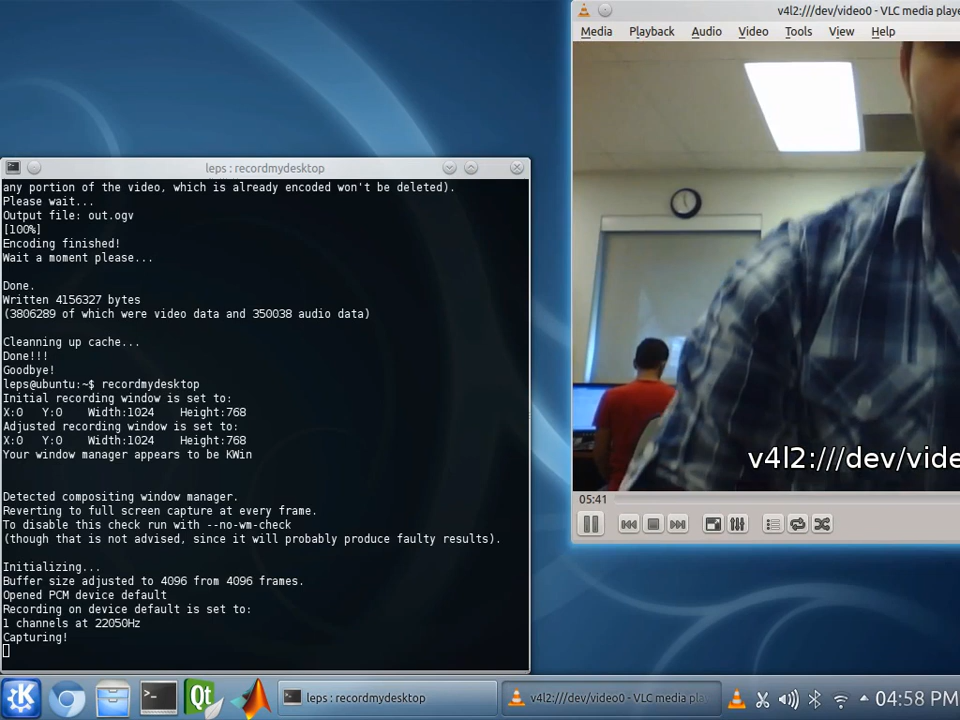 leps : recordmydesktop
any portion of the video, which is already encoded won't be deleted).
Please wait...
Output file: out.ogv
[100%]
Encoding finished!
Wait a moment please...
Done.
Written 4156327 bytes
(3806289 of which were video data and 350038 audio data)
Cleanning up cache...
Done!!!
Goodbye!
leps@ubuntu:~$ recordmydesktop
Initial recording window is set to:
X:0   Y:0    Width:1024    Height:768
Adjusted recording window is set to:
X:0   Y:0    Width:1024    Height:768
Your window manager appears to be KWin
Detected compositing window manager.
Reverting to full screen capture at every frame.
To disable this check run with --no-wm-check
(though that is not advised, since it will probably produce faulty results).
Initializing...
Buffer size adjusted to 4096 from 4096 frames.
Opened PCM device default
Recording on device default is set to:
1 channels at 22050Hz
Capturing!
v4l2:///dev/video0 - VLC media playe
Media Playback Audio Video Tools View Help
v4l2:///dev/vide
05:41
Qt leps : recordmydesktop v4l2:///dev/video0 - VLC media play 04:58 PM